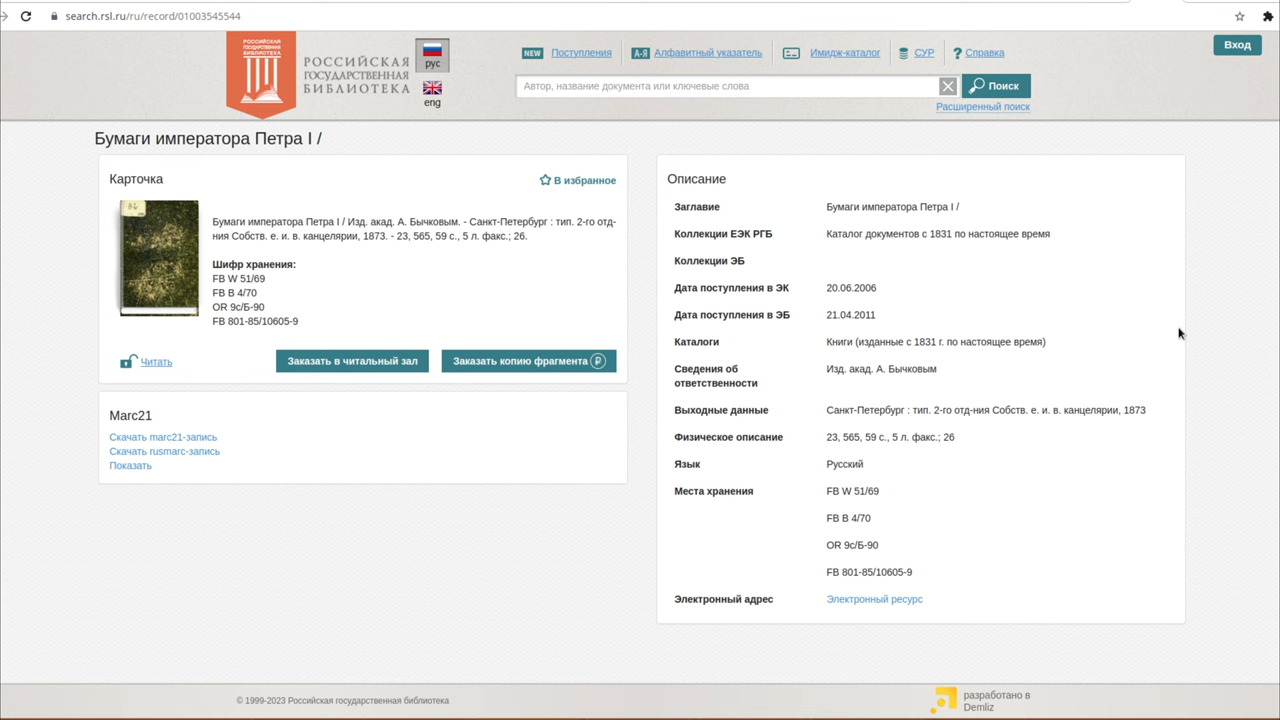 search.rsl.ru/ru/record/01003545544
РОССИЙСКАЯ
ГОСУДАРСТВЕННАЯ
БИБЛИОТЕКА
РОССИЙСКАЯ
ГОСУДАРСТВЕННАЯ
БИБЛИОТЕКА
рус
eng
NEW Поступления
А-Я Алфавитный указатель
Имидж-каталог
СУР
? Справка
Вход
Автор, название документа или ключевые слова
Поиск
Расширенный поиск
Бумаги императора Петра I /
Карточка
В избранное
Бумаги императора Петра I / Изд. акад. А. Бычковым. - Санкт-Петербург : тип. 2-го отд-
ния Собств. е. и. в. канцелярии, 1873. - 23, 565, 59 с., 5 л. факс.; 26.
Шифр хранения:
FB W 51/69
FB B 4/70
OR 9с/Б-90
FB 801-85/10605-9
Читать
Заказать в читальный зал
Заказать копию фрагмента ₽
Marc21
Скачать marc21-запись
Скачать rusmarc-запись
Показать
Описание
Заглавие Бумаги императора Петра I /
Коллекции ЕЭК РГБ Каталог документов с 1831 по настоящее время
Коллекции ЭБ
Дата поступления в ЭК 20.06.2006
Дата поступления в ЭБ 21.04.2011
Каталоги Книги (изданные с 1831 г. по настоящее время)
Сведения об
ответственности
Изд. акад. А. Бычковым
Выходные данные Санкт-Петербург : тип. 2-го отд-ния Собств. е. и. в. канцелярии, 1873
Физическое описание 23, 565, 59 с., 5 л. факс.; 26
Язык Русский
Места хранения FB W 51/69
FB B 4/70
OR 9с/Б-90
FB 801-85/10605-9
Электронный адрес Электронный ресурс
© 1999-2023 Российская государственная библиотека
разработано в
Demliz